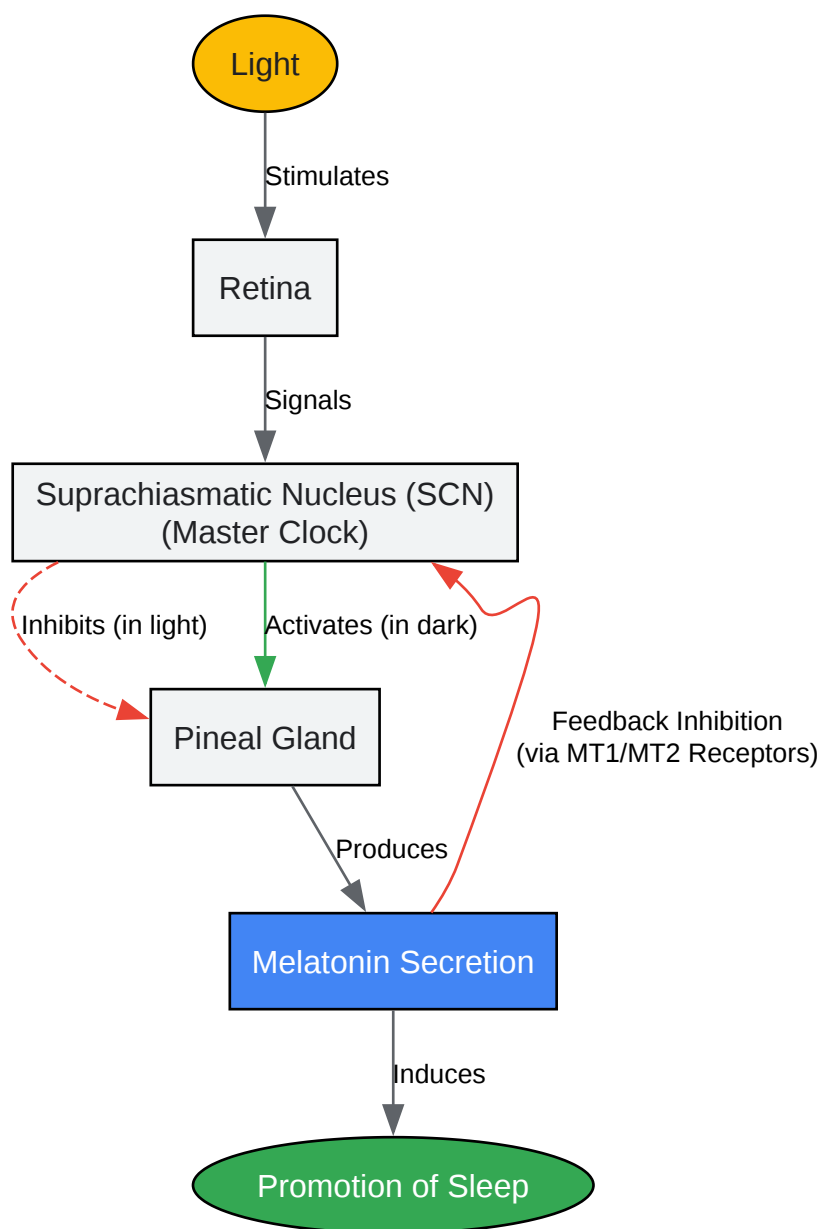 Light
Stimulates
Retina
Signals
Suprachiasmatic Nucleus (SCN)
(Master Clock)
Inhibits (in light)
Activates (in dark)
Pineal Gland
Feedback Inhibition
(via MT1/MT2 Receptors)
Produces
Melatonin Secretion
Induces
Promotion of Sleep